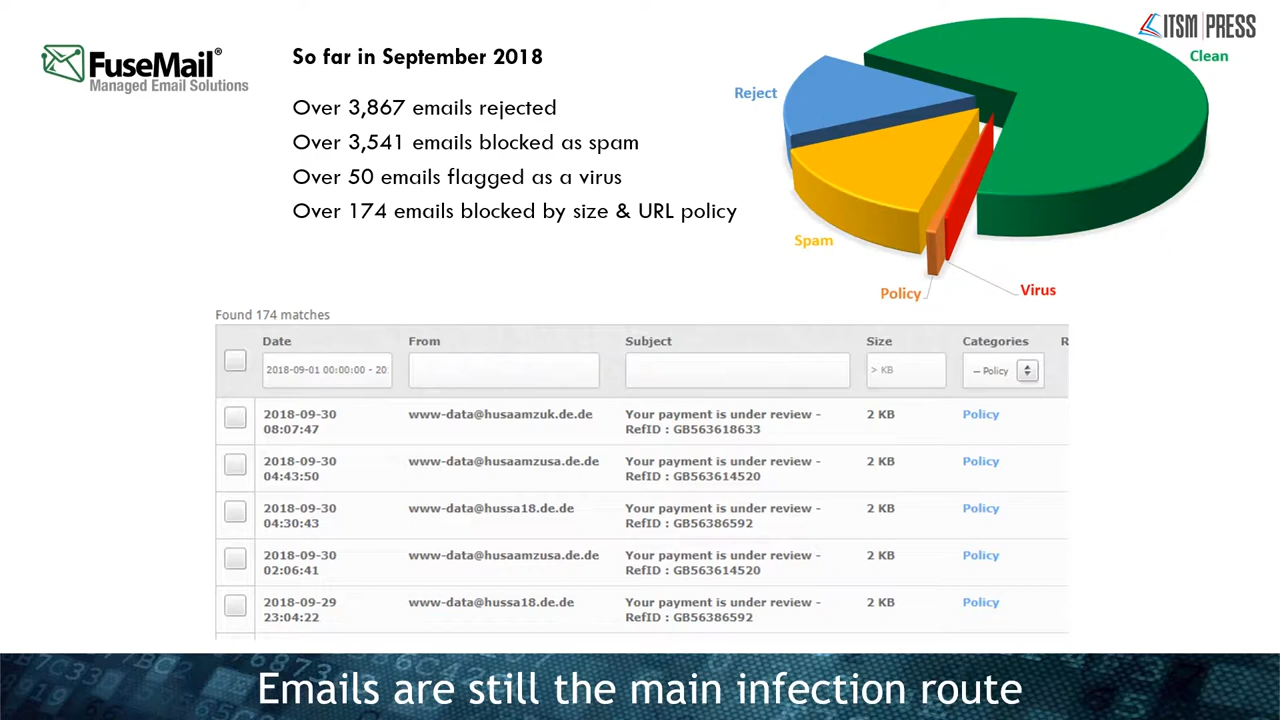 ITSM|PRESS
FuseMail®
Managed Email Solutions
So far in September 2018
Over 3,867 emails rejected
Over 3,541 emails blocked as spam
Over 50 emails flagged as a virus
Over 174 emails blocked by size & URL policy
Clean
Reject
Spam
Policy
Virus
Found 174 matches
Date From Subject Size Categories R
2018-09-01 00:00:00 - 20 > KB -- Policy
2018-09-30 www-data@husaamzuk.de.de Your payment is under review - 2 KB Policy
08:07:47 RefID : GB563618633
2018-09-30 www-data@husaamzusa.de.de Your payment is under review - 2 KB Policy
04:43:50 RefID : GB563614520
2018-09-30 www-data@hussa18.de.de Your payment is under review - 2 KB Policy
04:30:43 RefID : GB56386592
2018-09-30 www-data@husaamzusa.de.de Your payment is under review - 2 KB Policy
02:06:41 RefID : GB563614520
2018-09-29 www-data@hussa18.de.de Your payment is under review - 2 KB Policy
23:04:22 RefID : GB56386592
Emails are still the main infection route